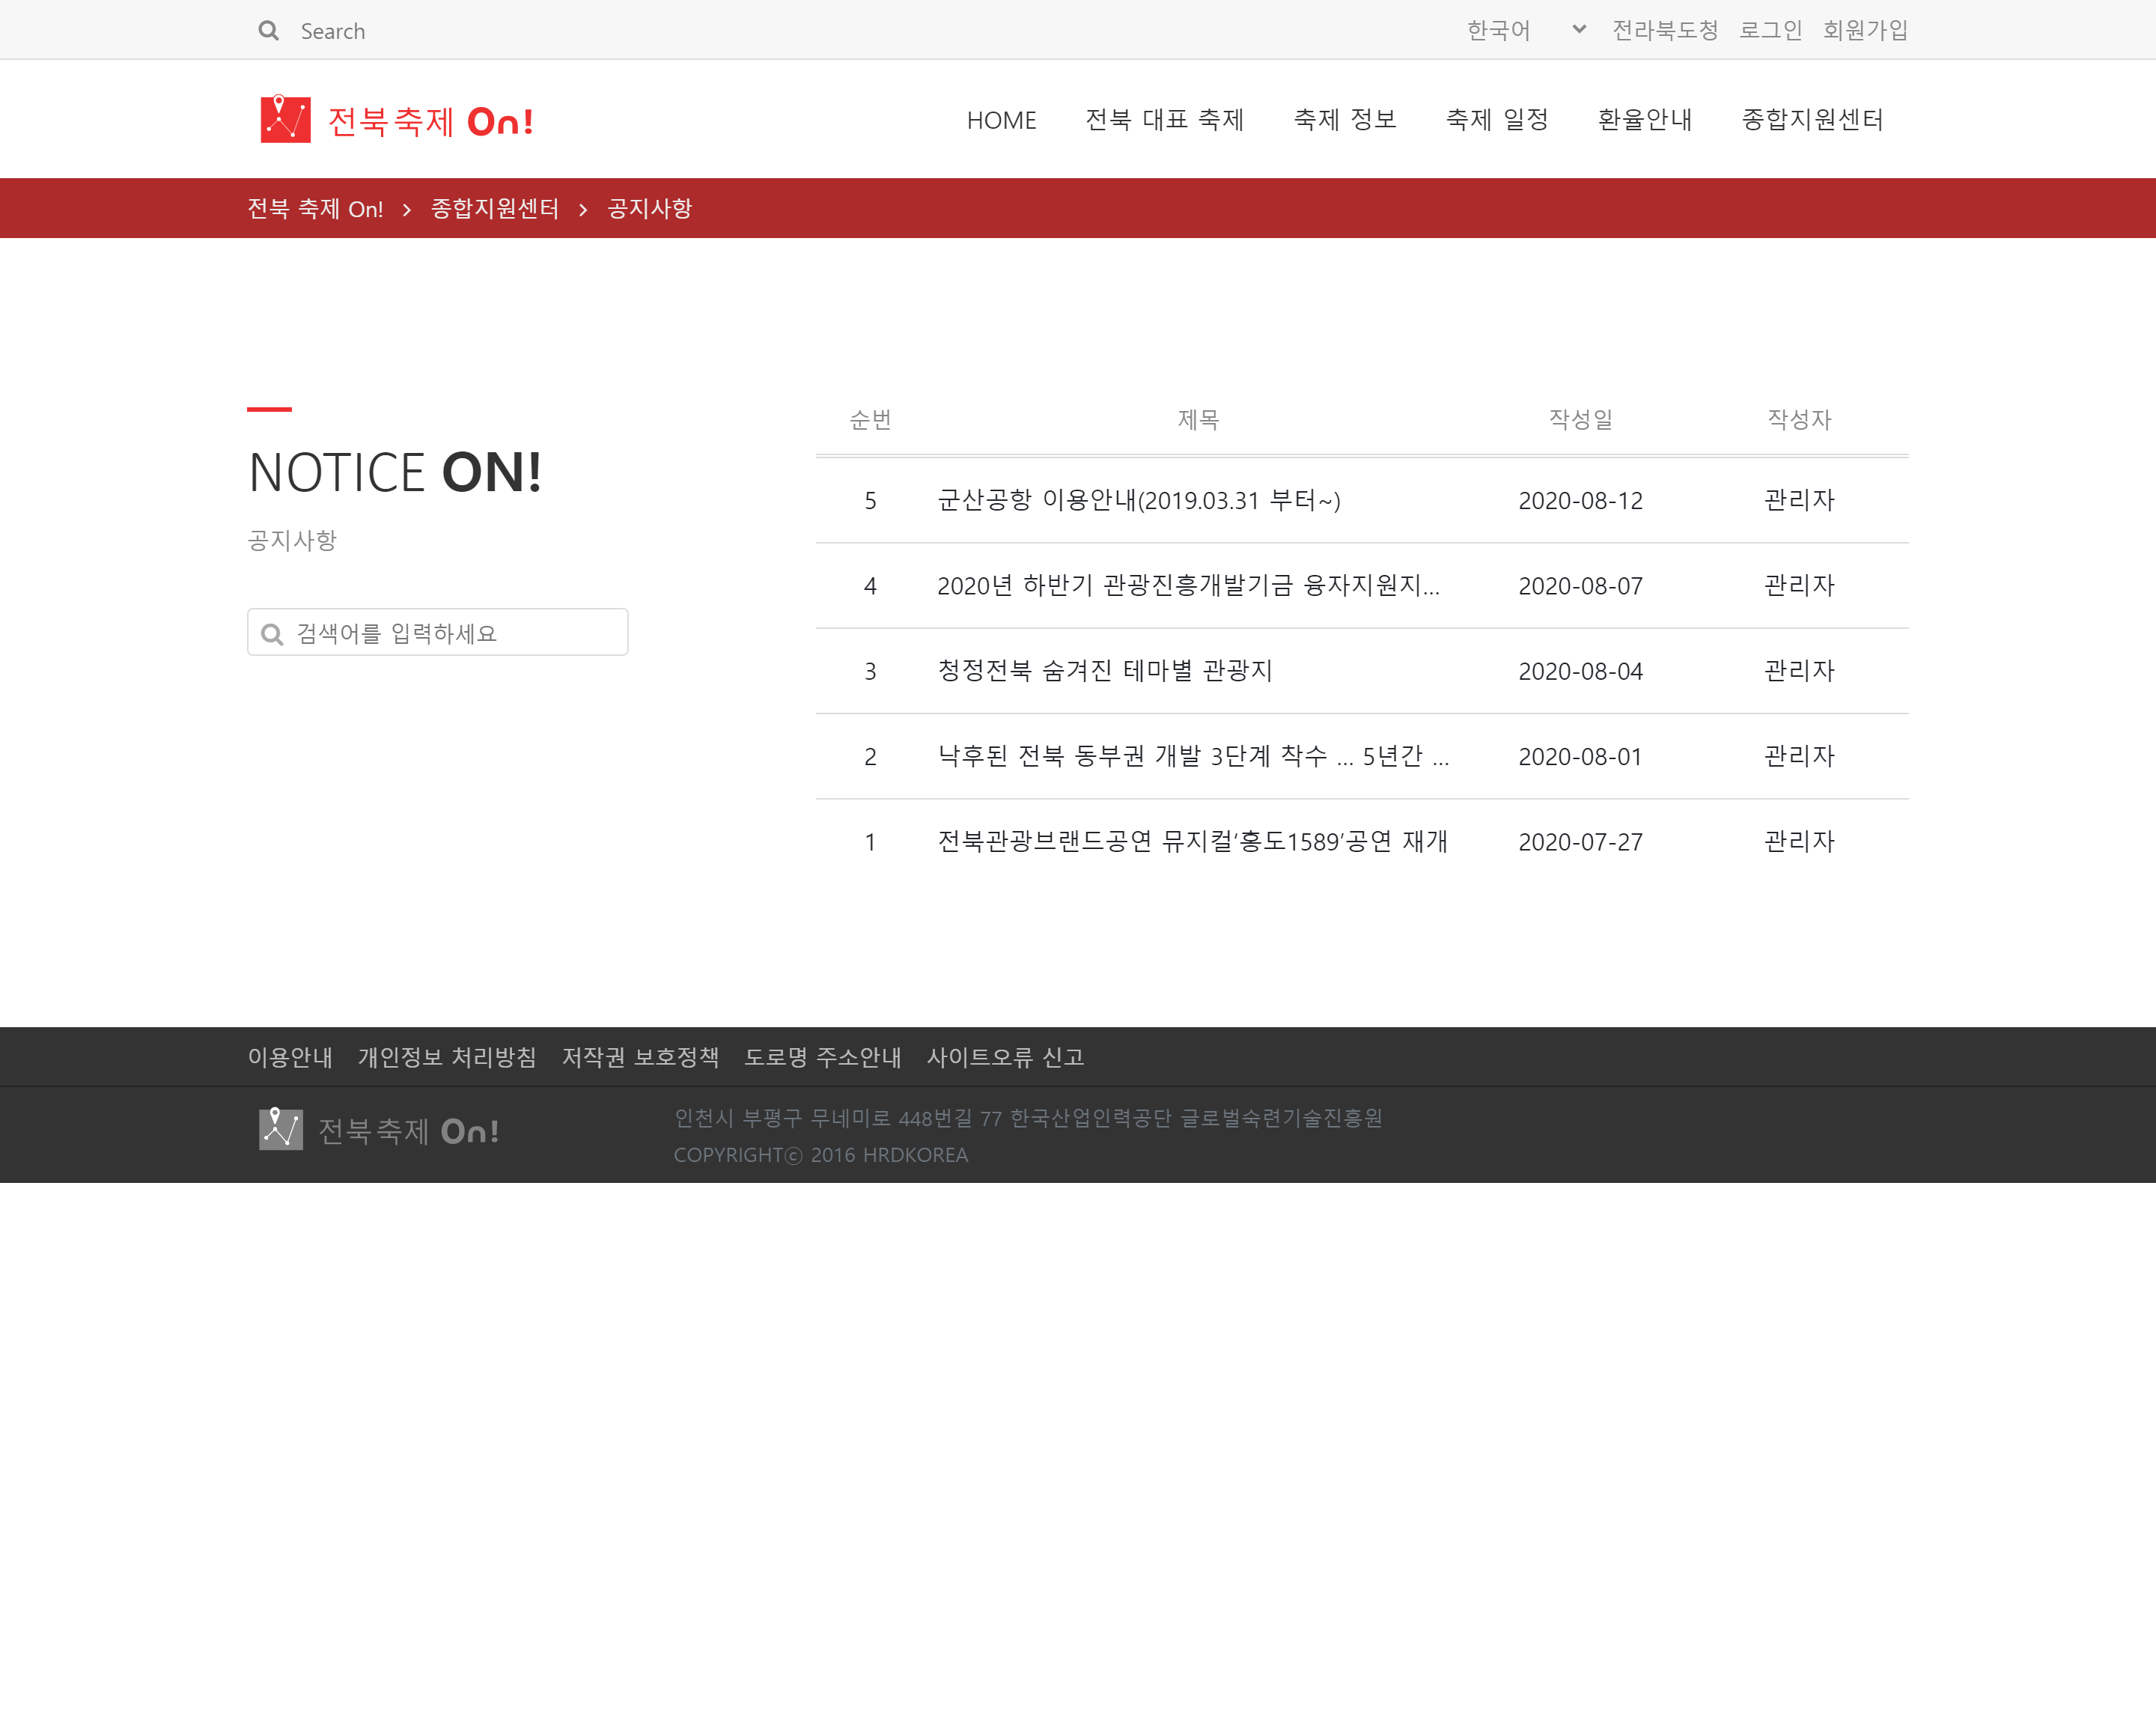 Search 한국어 전라북도청 로그인 회원가입
전북축제 On! HOME 전북 대표 축제 축제 정보 축제 일정 환율안내 종합지원센터
전북 축제 On! 종합지원센터 공지사항
NOTICE ON!
공지사항
검색어를 입력하세요
순번 제목 작성일 작성자
5 군산공항 이용안내(2019.03.31 부터~) 2020-08-12 관리자
4 2020년 하반기 관광진흥개발기금 융자지원지... 2020-08-07 관리자
3 청정전북 숨겨진 테마별 관광지 2020-08-04 관리자
2 낙후된 전북 동부권 개발 3단계 착수 ... 5년간 ... 2020-08-01 관리자
1 전북관광브랜드공연 뮤지컬'홍도1589'공연 재개 2020-07-27 관리자
이용안내 개인정보 처리방침 저작권 보호정책 도로명 주소안내 사이트오류 신고
전북축제 On!
인천시 부평구 무네미로 448번길 77 한국산업인력공단 글로벌숙련기술진흥원
COPYRIGHTⓒ 2016 HRDKOREA